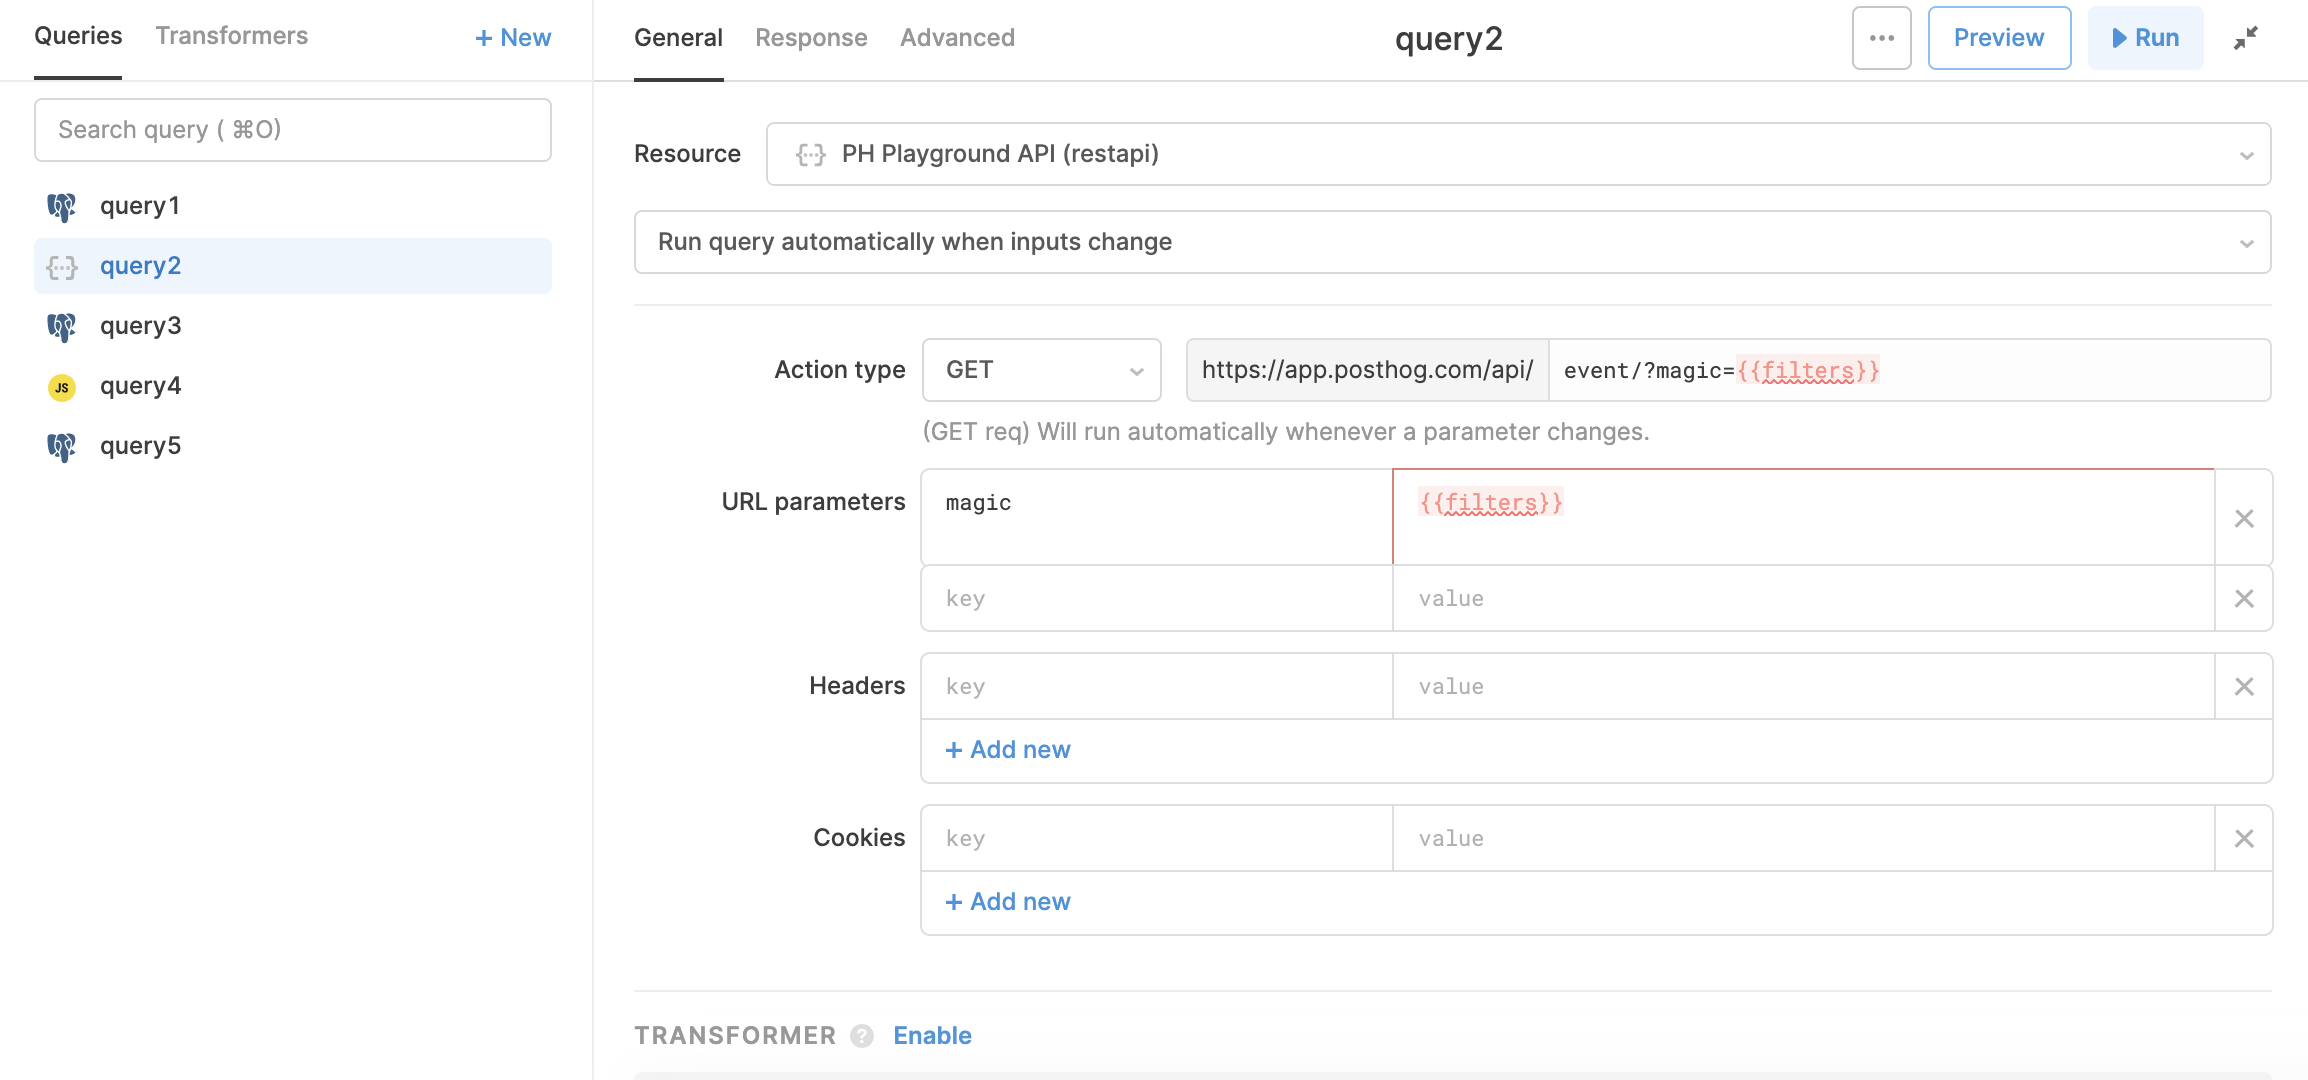 Queries Transformers + New
Search query ( ⌘O)
query1
query2
query3
JS query4
query5
General Response Advanced query2 ••• Preview Run
Resource {···} PH Playground API (restapi)
Run query automatically when inputs change
Action type GET https://app.posthog.com/api/ event/?magic={{filters}}
(GET req) Will run automatically whenever a parameter changes.
URL parameters magic {{filters}}
key value
Headers key value
+ Add new
Cookies key value
+ Add new
TRANSFORMER ? Enable